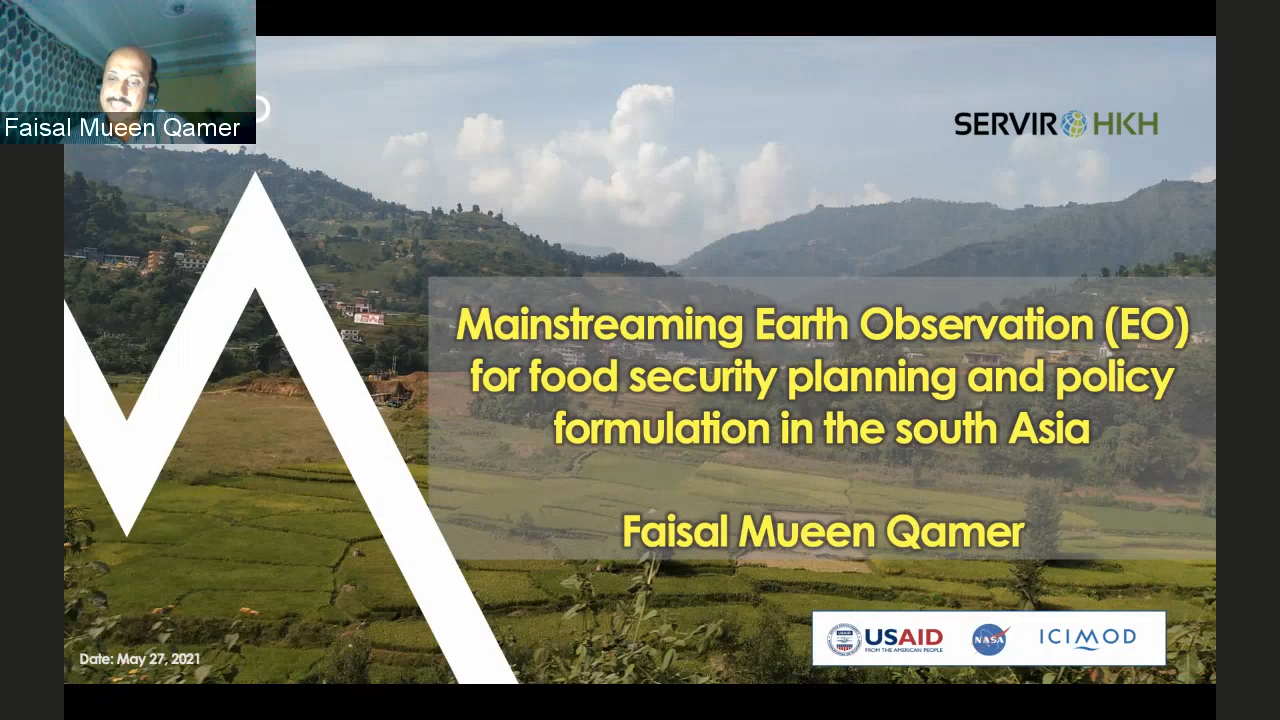 Faisal Mueen Qamer
SERVIR HKH
Mainstreaming Earth Observation (EO)
for food security planning and policy
formulation in the south Asia
Faisal Mueen Qamer
USAID
FROM THE AMERICAN PEOPLE
NASA
ICIMOD
Date: May 27, 2021